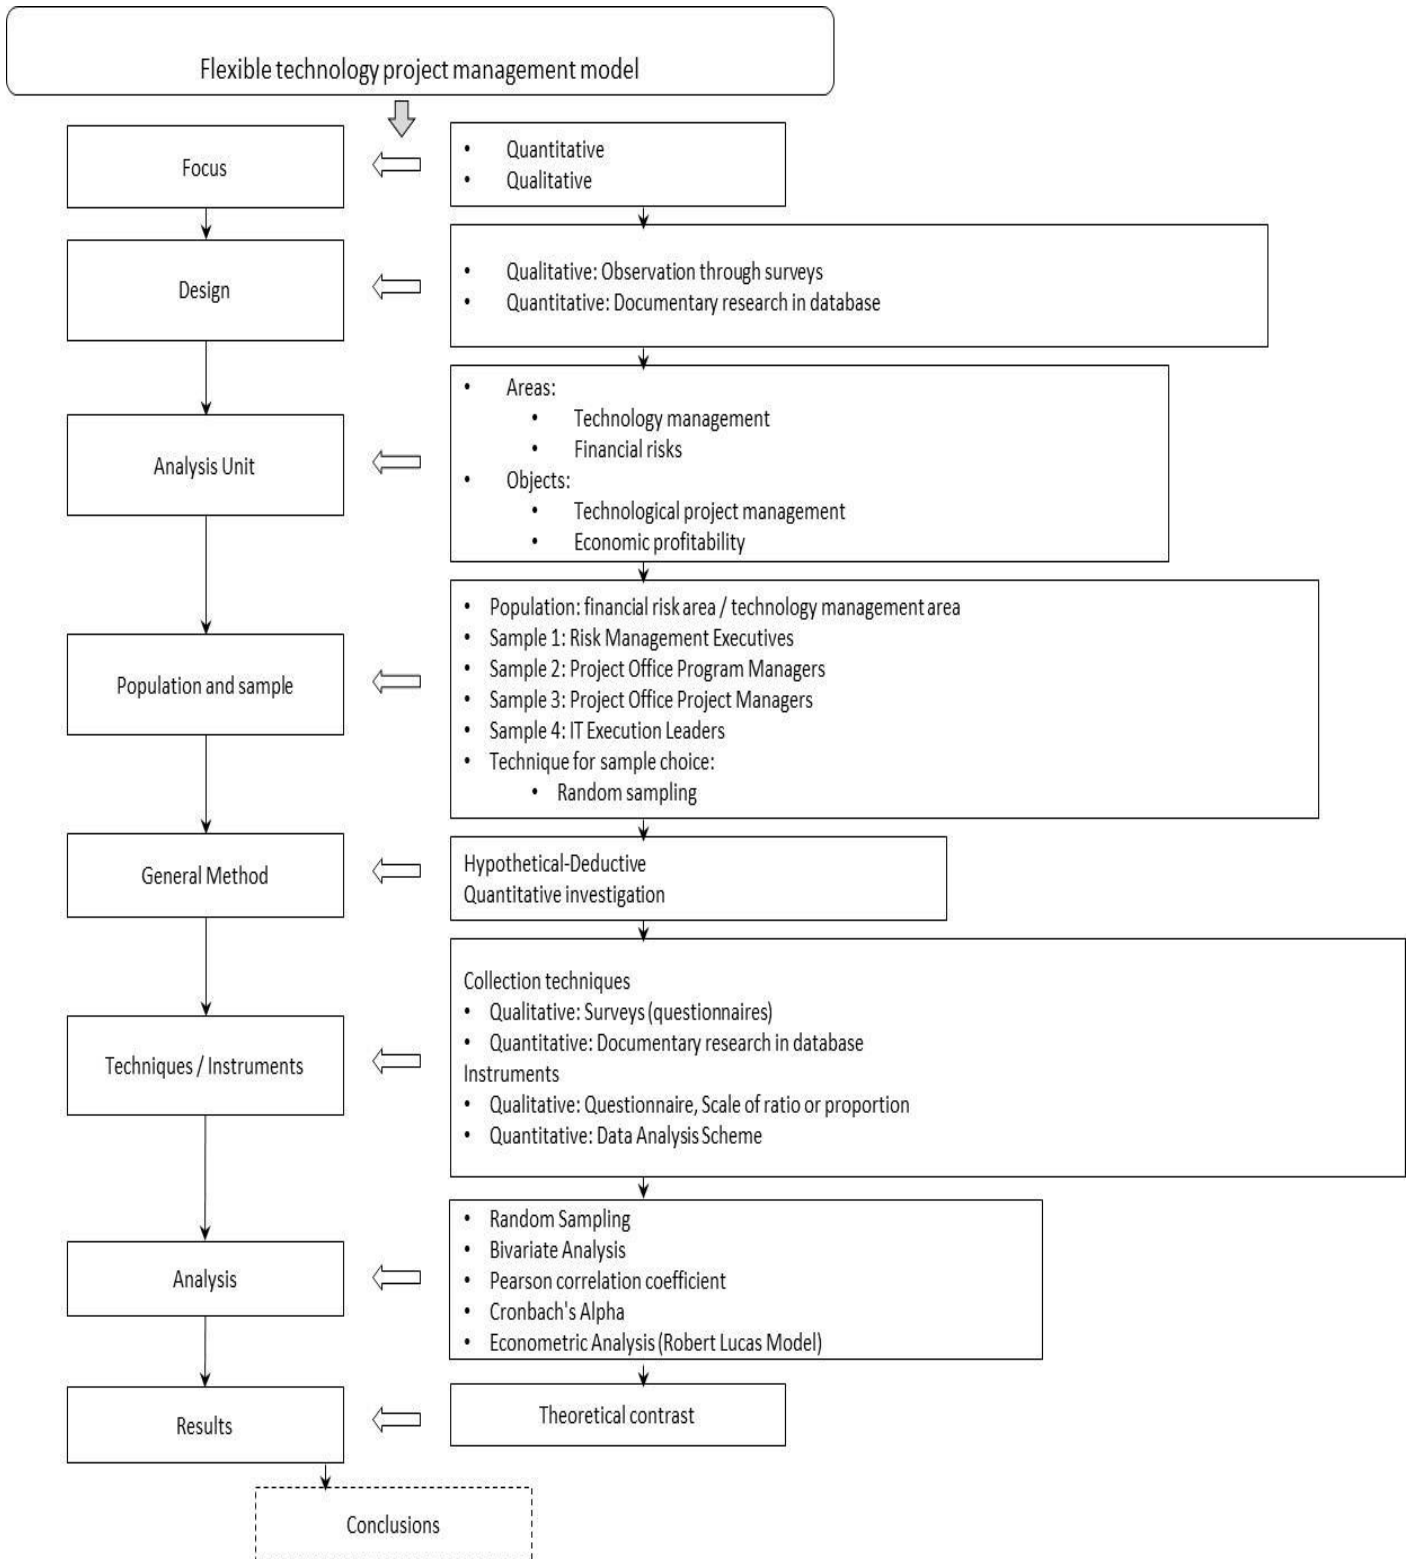 Flexible technology project management model
Focus
• Quantitative
• Qualitative
Design
• Qualitative: Observation through surveys
• Quantitative: Documentary research in database
Analysis Unit
• Areas:
• Technology management
• Financial risks
• Objects:
• Technological project management
• Economic profitability
Population and sample
• Population: financial risk area / technology management area
• Sample 1: Risk Management Executives
• Sample 2: Project Office Program Managers
• Sample 3: Project Office Project Managers
• Sample 4: IT Execution Leaders
• Technique for sample choice:
• Random sampling
General Method
Hypothetical-Deductive
Quantitative investigation
Techniques / Instruments
Collection techniques
• Qualitative: Surveys (questionnaires)
• Quantitative: Documentary research in database
Instruments
• Qualitative: Questionnaire, Scale of ratio or proportion
• Quantitative: Data Analysis Scheme
Analysis
• Random Sampling
• Bivariate Analysis
• Pearson correlation coefficient
• Cronbach's Alpha
• Econometric Analysis (Robert Lucas Model)
Results
Theoretical contrast
Conclusions